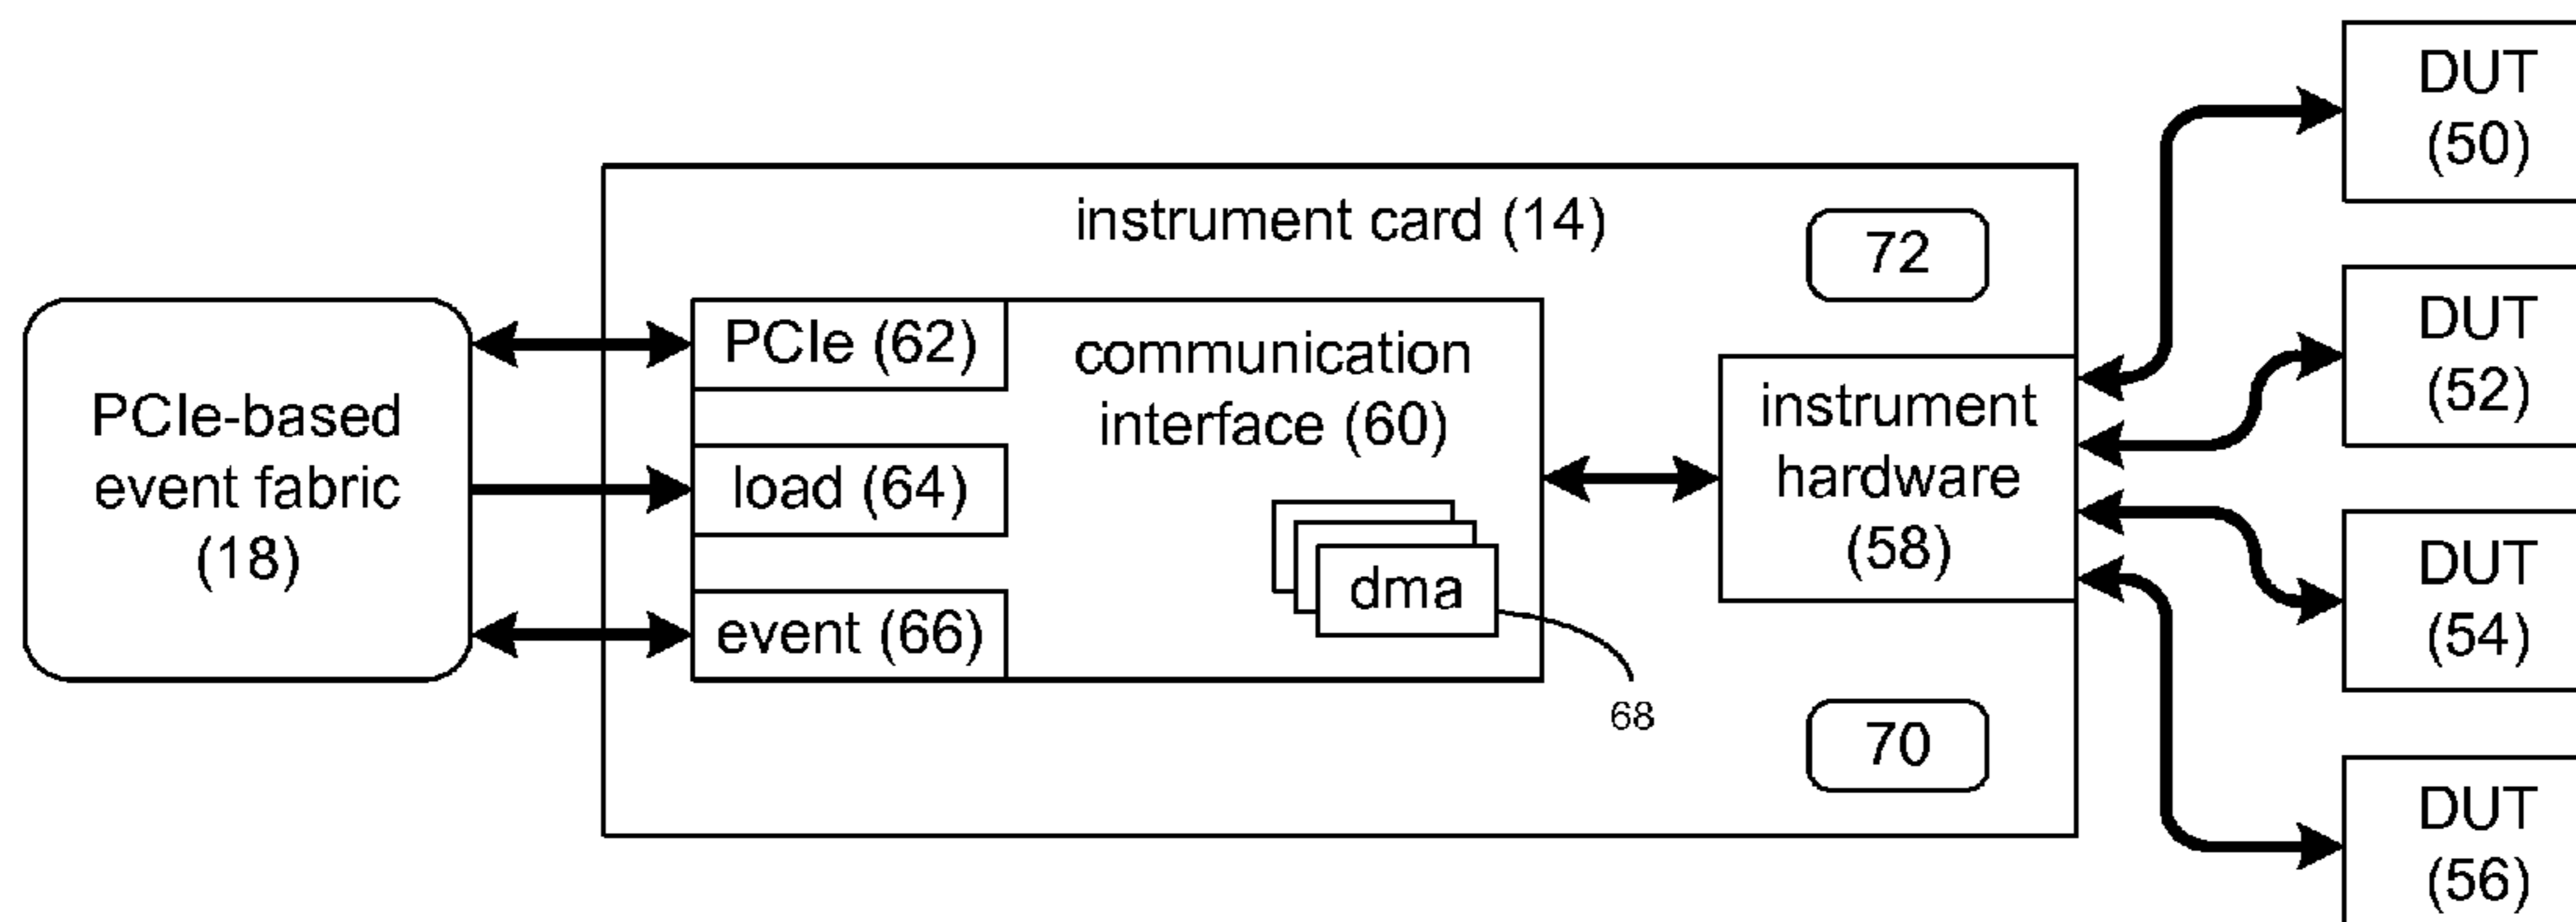 PCIe-based
event fabric
(18)
instrument card (14)
72
PCIe (62)
load (64)
event (66)
communication
interface (60)
dma
68
instrument
hardware
(58)
70
DUT
(50)
DUT
(52)
DUT
(54)
DUT
(56)